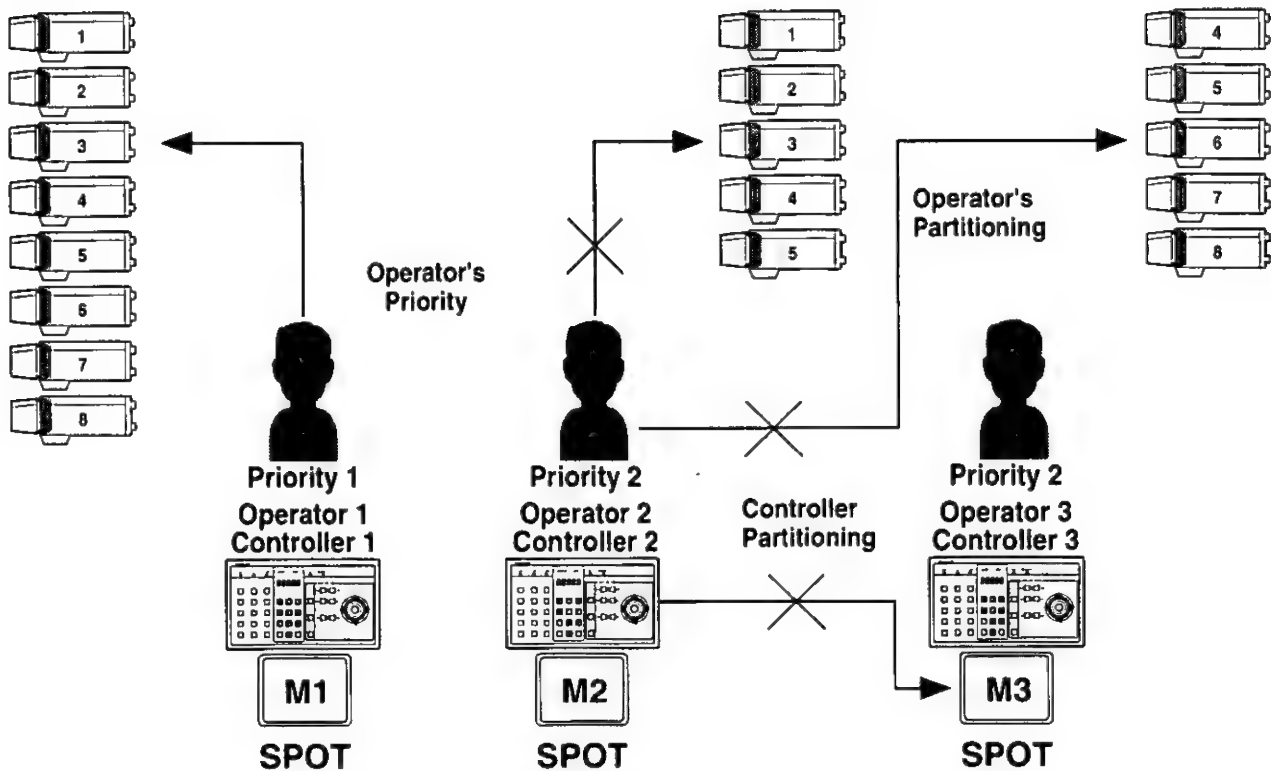 1
2
3
4
5
6
7
8
1
2
3
4
5
4
5
6
7
8
Operator's
Priority
Operator's
Partitioning
Priority 1
Operator 1
Controller 1
Priority 2
Operator 2
Controller 2
Controller
Partitioning
Priority 2
Operator 3
Controller 3
M1
M2
M3
SPOT
SPOT
SPOT